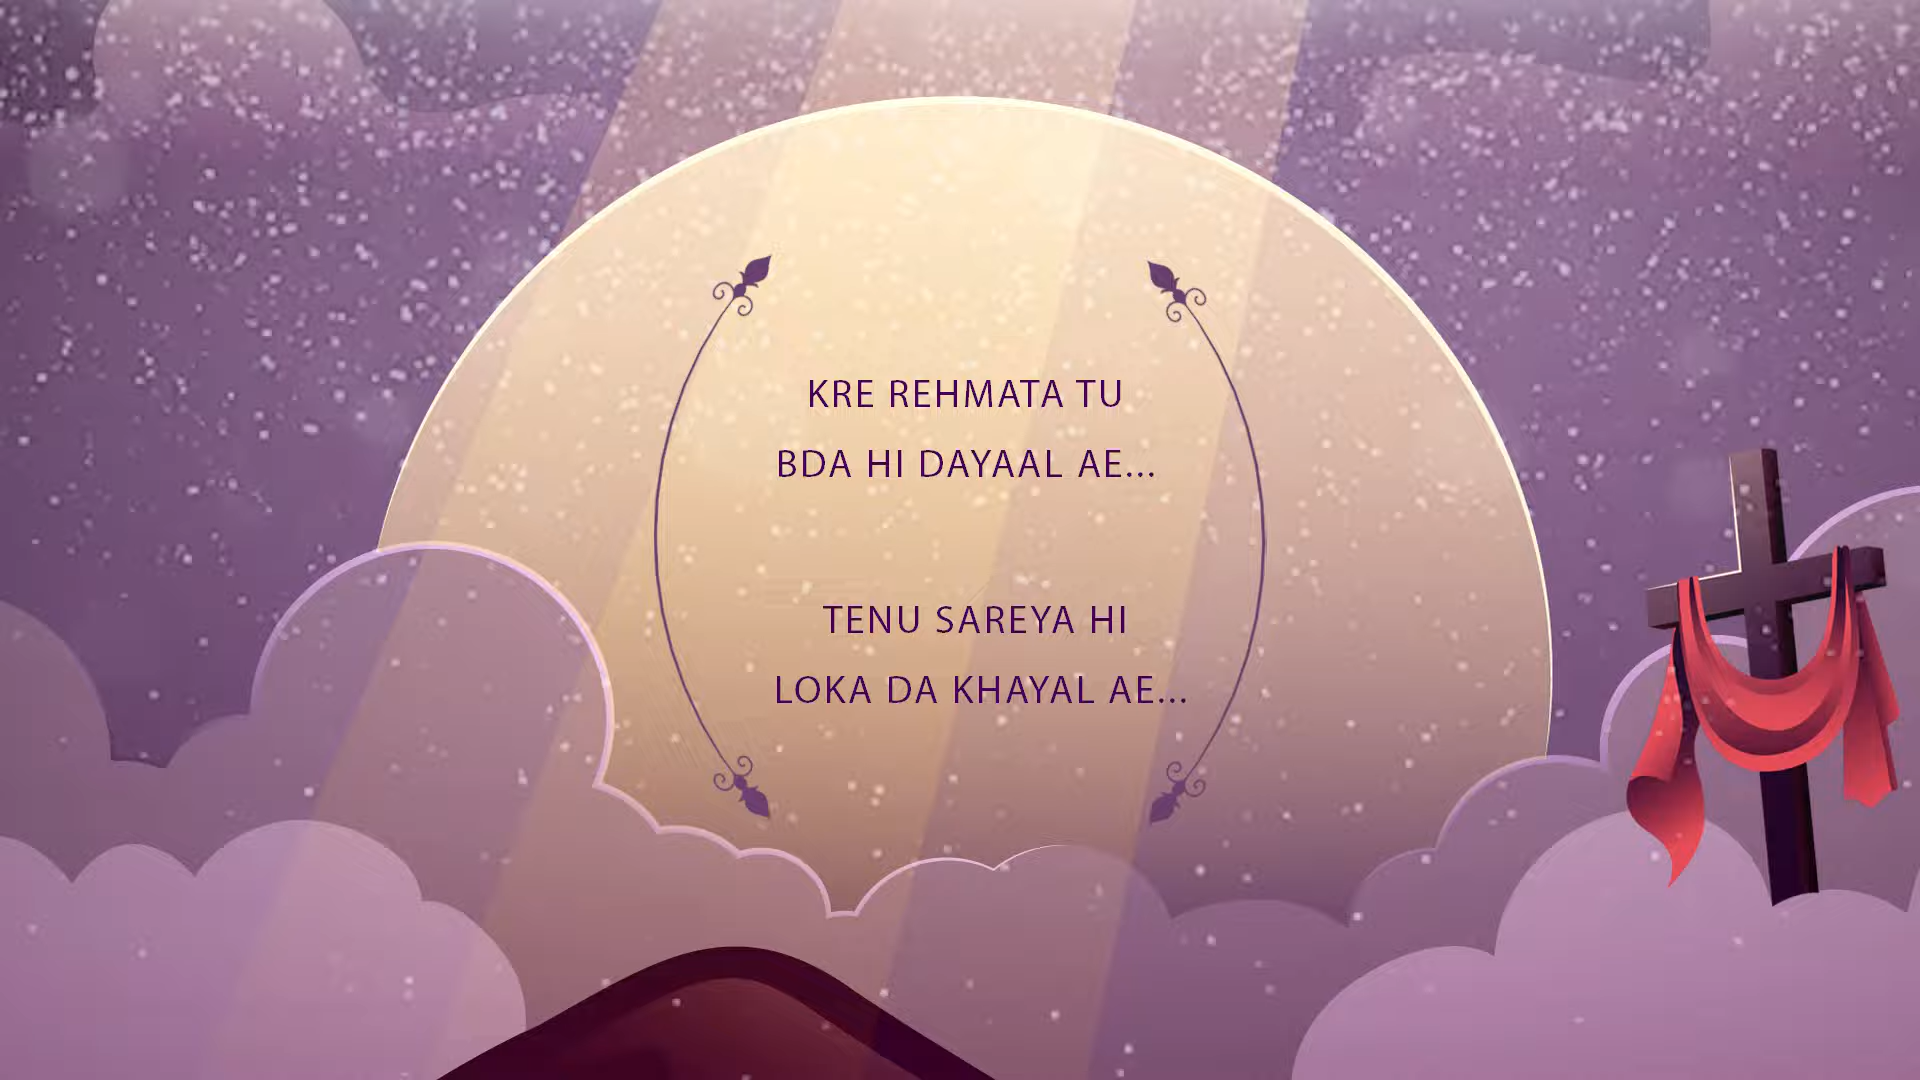 KRE REHMATA TU
BDA HI DAYAAL AE...
TENU SAREYA HI
LOKA DA KHAYAL AE...